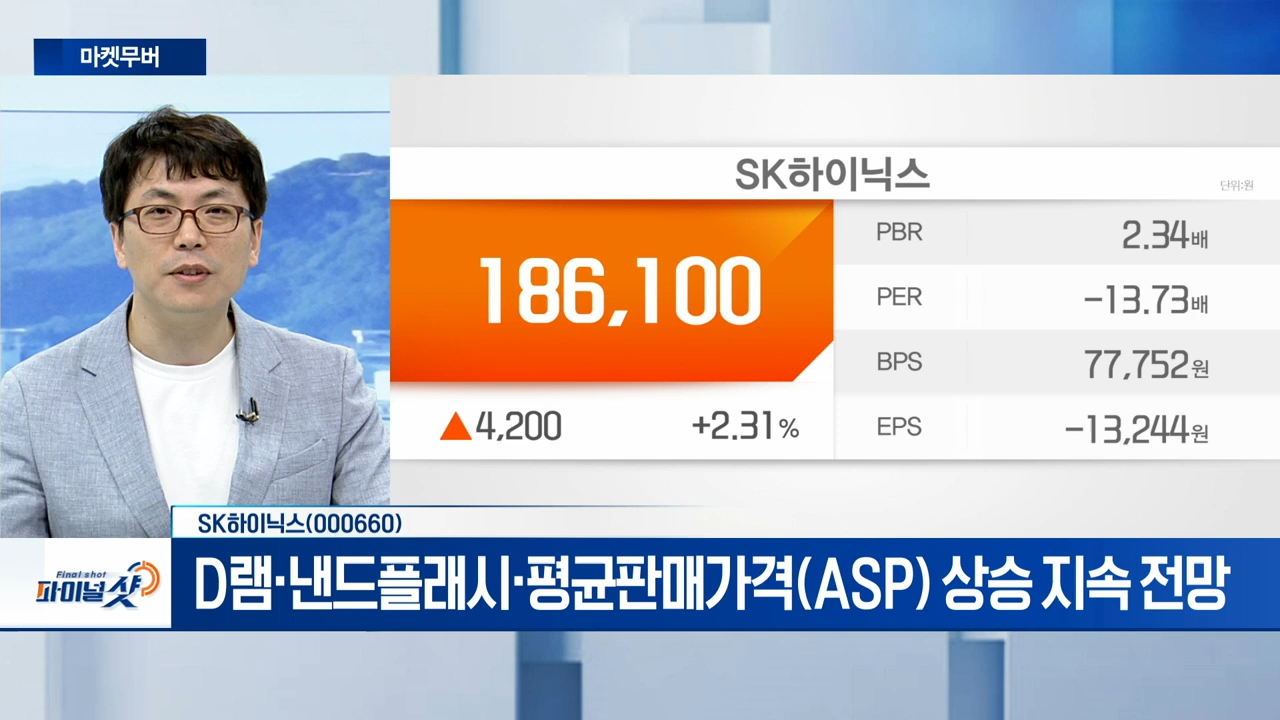 마켓무버
SK하이닉스
단위:원
186,100
▲4,200 +2.31%
PBR 2.34배
PER -13.73배
BPS 77,752원
EPS -13,244원
SK하이닉스(000660)
Final shot
파이널샷
D램·낸드플래시·평균판매가격(ASP) 상승 지속 전망